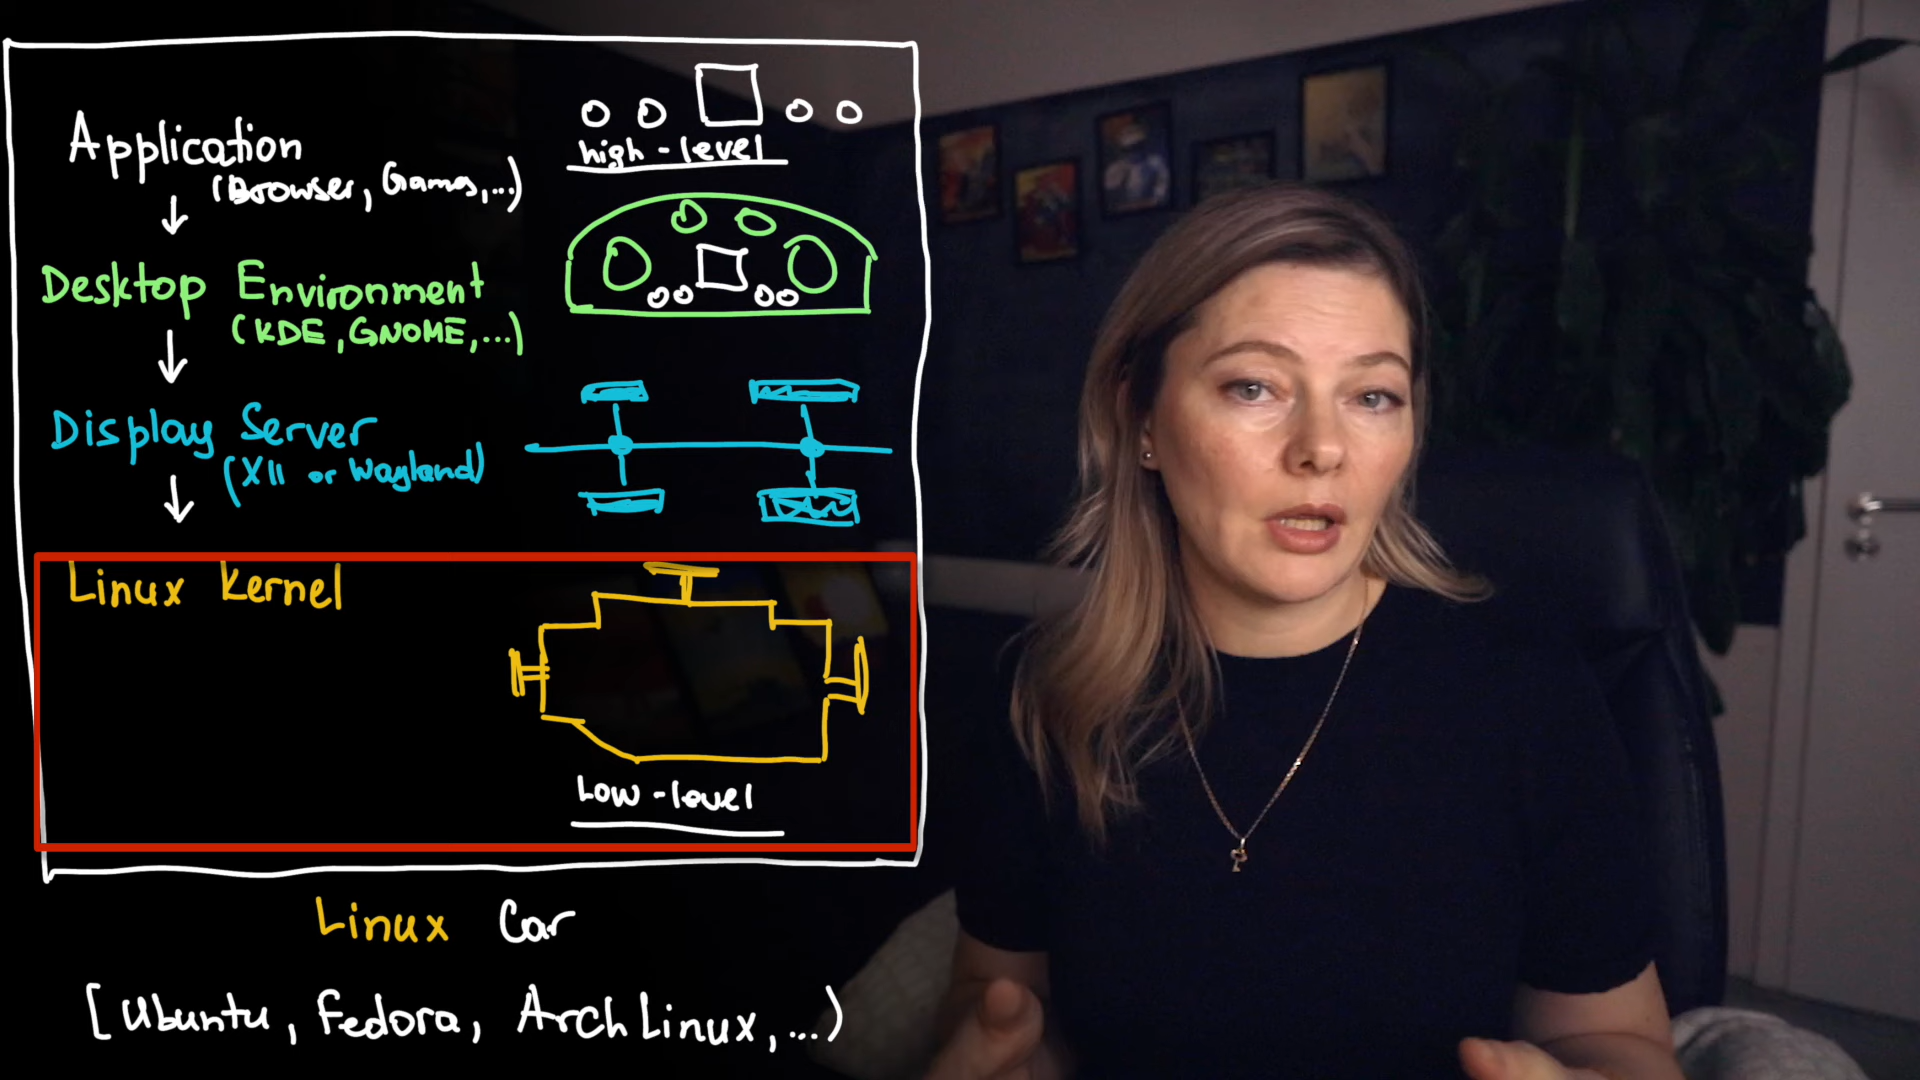 Application
(Browser, Games,...)
high-level
Desktop Environment
(KDE, GNOME,...)
Display Server
(X11 or Wayland)
Linux Kernel
Low-level
Linux Car
[Ubuntu, Fedora, Arch Linux,...)